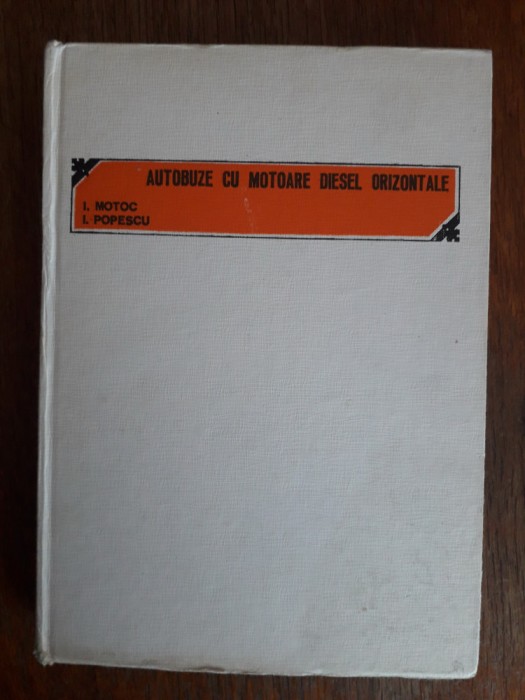 AUTOBUZE CU MOTOARE DIESEL ORIZONTALE
I. MOTOC
I. POPESCU